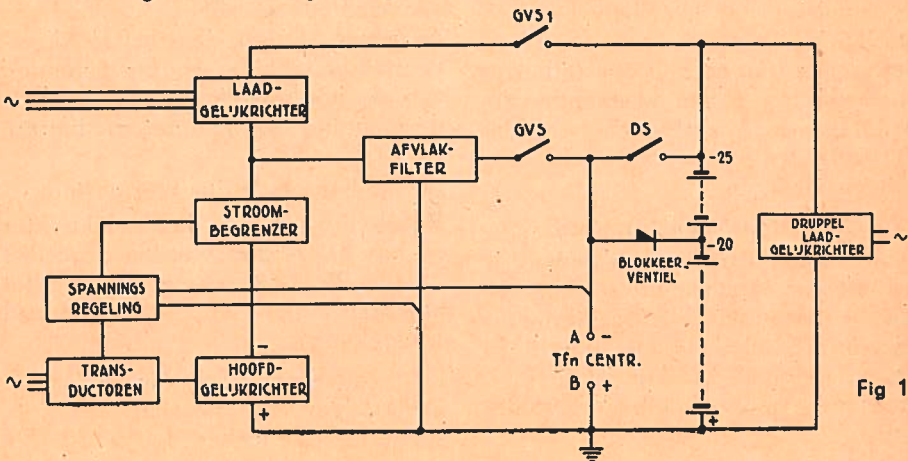 GVS1
LAAD-
GELIJKRICHTER
~
AFVLAK-
FILTER
GVS
DS
-25
STROOM-
BEGRENZER
-20
BLOKKEER
VENTIEL
DRUPPEL
LAAD-
GELIJKRICHTER
~
SPANNINGS
REGELING
TRANS-
DUCTOREN
~
-
HOOFD-
GELIJKRICHTER
+
A -
Tfn CENTR.
B +
+
Fig 1